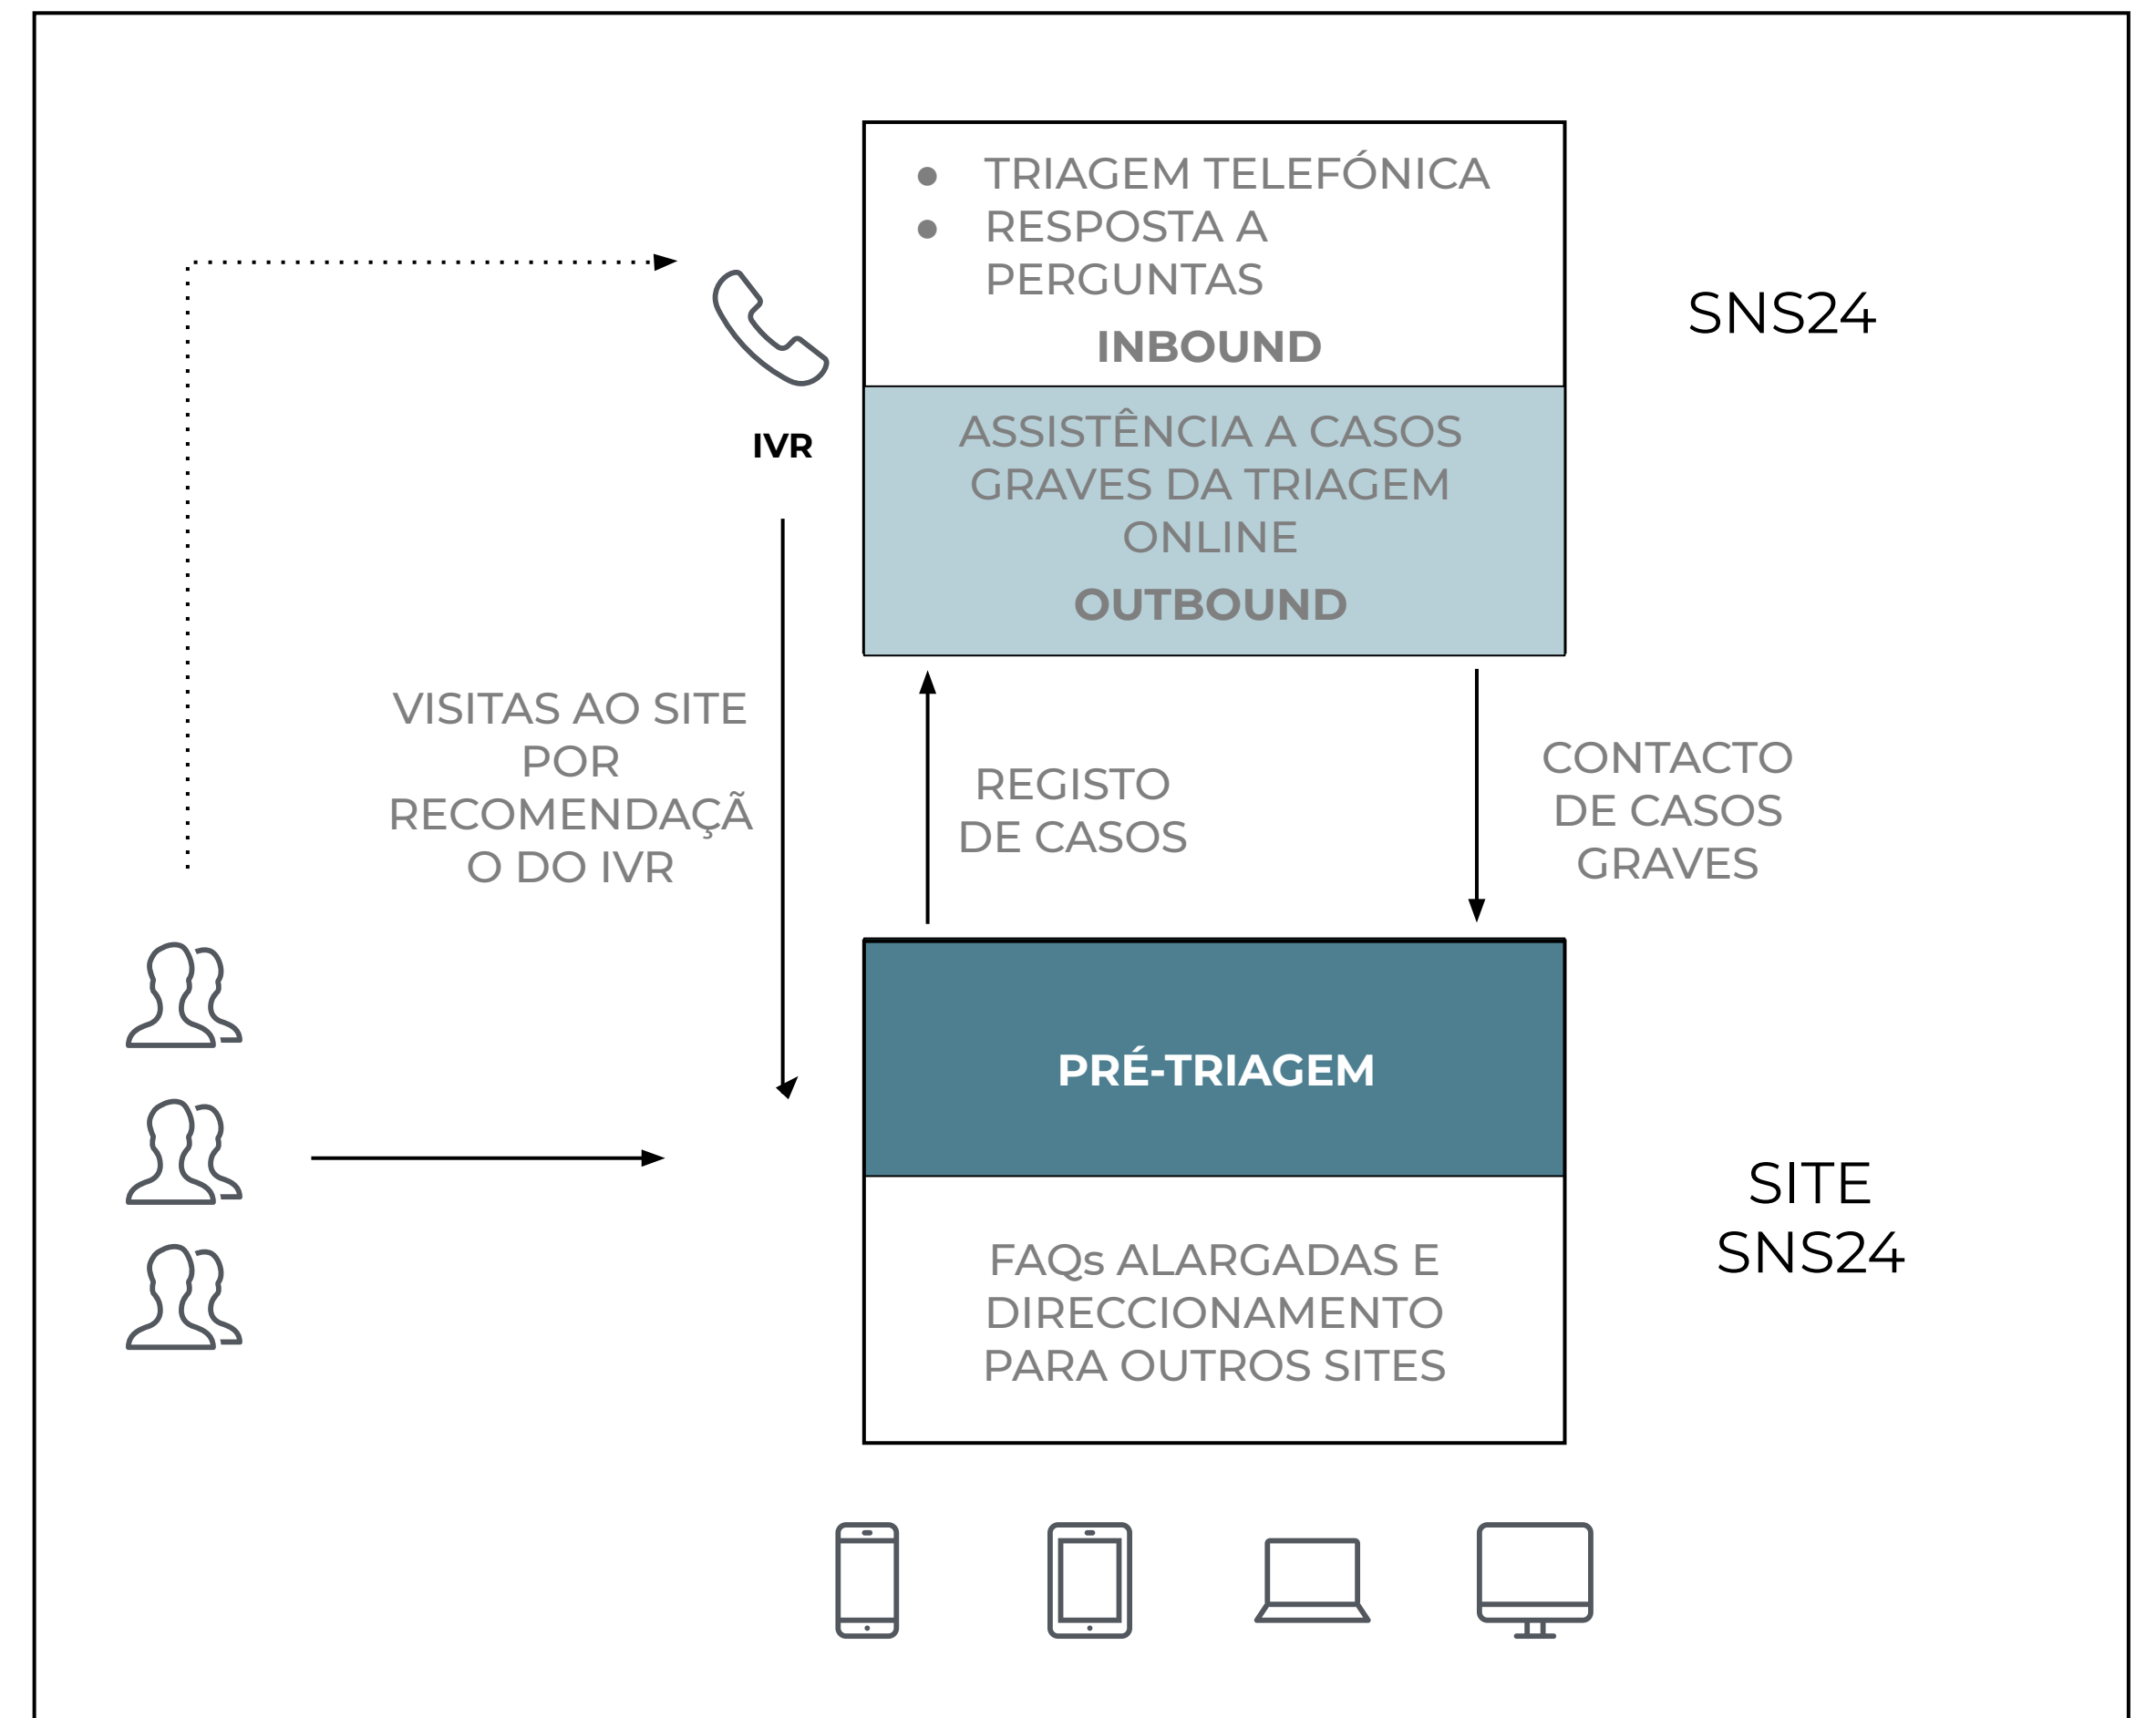 TRIAGEM TELEFÓNICA
RESPOSTA A
PERGUNTAS
INBOUND
SNS24
ASSISTÊNCIA A CASOS
GRAVES DA TRIAGEM
ONLINE
OUTBOUND
IVR
VISITAS AO SITE
POR
RECOMENDAÇÃ
O DO IVR
REGISTO
DE CASOS
CONTACTO
DE CASOS
GRAVES
PRÉ-TRIAGEM
FAQs ALARGADAS E
DIRECCIONAMENTO
PARA OUTROS SITES
SITE
SNS24